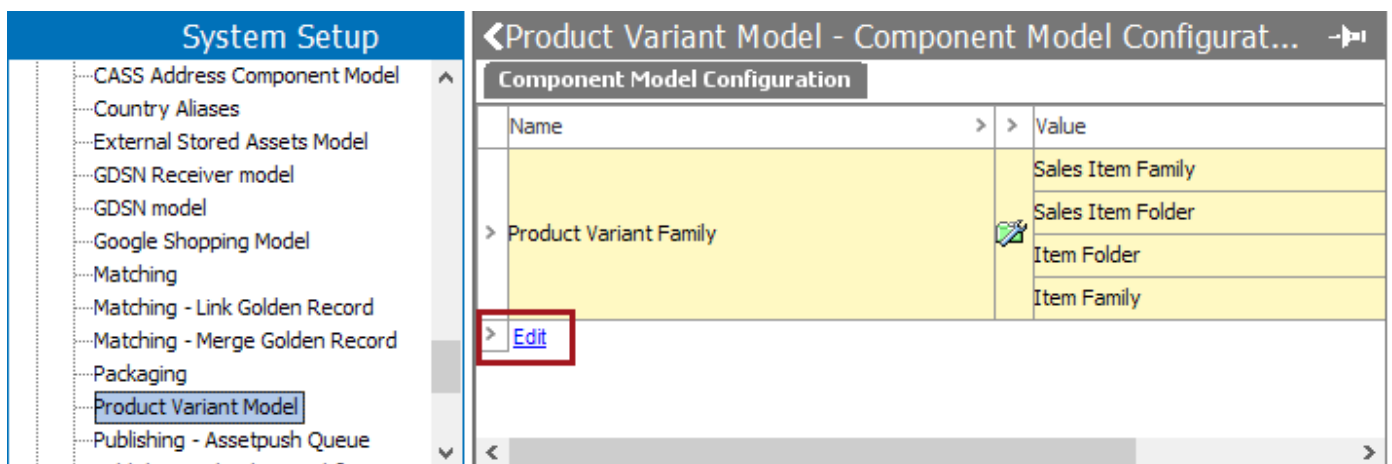 System Setup
CASS Address Component Model
Country Aliases
External Stored Assets Model
GDSN Receiver model
GDSN model
Google Shopping Model
Matching
Matching - Link Golden Record
Matching - Merge Golden Record
Packaging
Product Variant Model
Publishing - Assetpush Queue
Product Variant Model - Component Model Configurat...
Component Model Configuration
Name > > Value
> Product Variant Family
Sales Item Family
Sales Item Folder
Item Folder
Item Family
> Edit